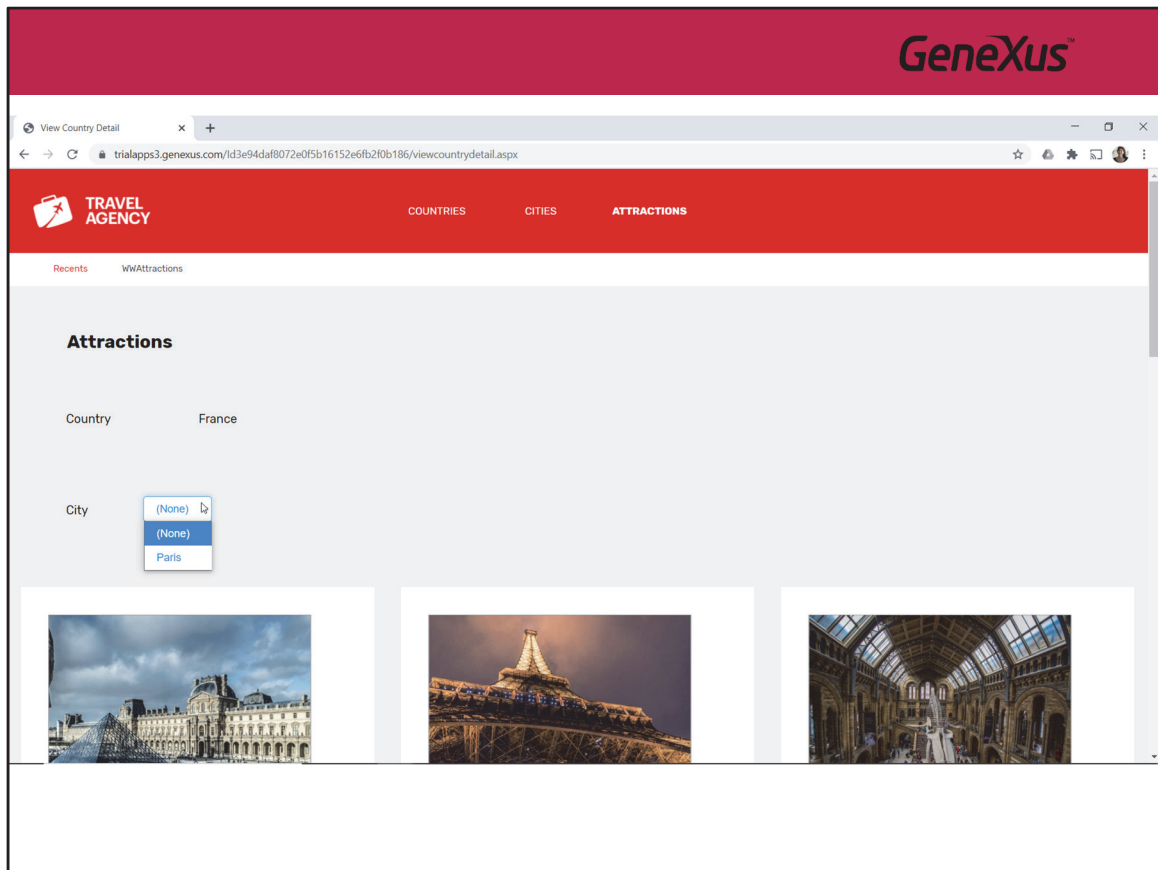 GeneXus™
View Country Detail
trialapps3.genexus.com/Id3e94daf8072e0f5b16152e6fb2f0b186/viewcountrydetail.aspx
TRAVEL
AGENCY
COUNTRIES CITIES ATTRACTIONS
Recents WWAttractions
Attractions
Country France
City (None)
(None)
Paris